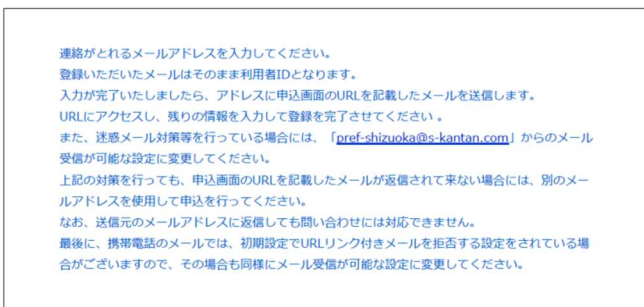 連絡がとれるメールアドレスを入力してください。
登録いただいたメールはそのまま利用者IDとなります。
入力が完了いたしましたら、アドレスに申込画面のURLを記載したメールを送信します。
URLにアクセスし、残りの情報を入力して登録を完了させてください 。
また、迷惑メール対策等を行っている場合には、「pref-shizuoka@s-kantan.com」からのメール
受信が可能な設定に変更してください。
上記の対策を行っても、申込画面のURLを記載したメールが返信されて来ない場合には、別のメー
ルアドレスを使用して申込を行ってください。
なお、送信元のメールアドレスに返信しても問い合わせには対応できません。
最後に、携帯電話のメールでは、初期設定でURLリンク付きメールを拒否する設定をされている場
合がございますので、その場合も同様にメール受信が可能な設定に変更してください。